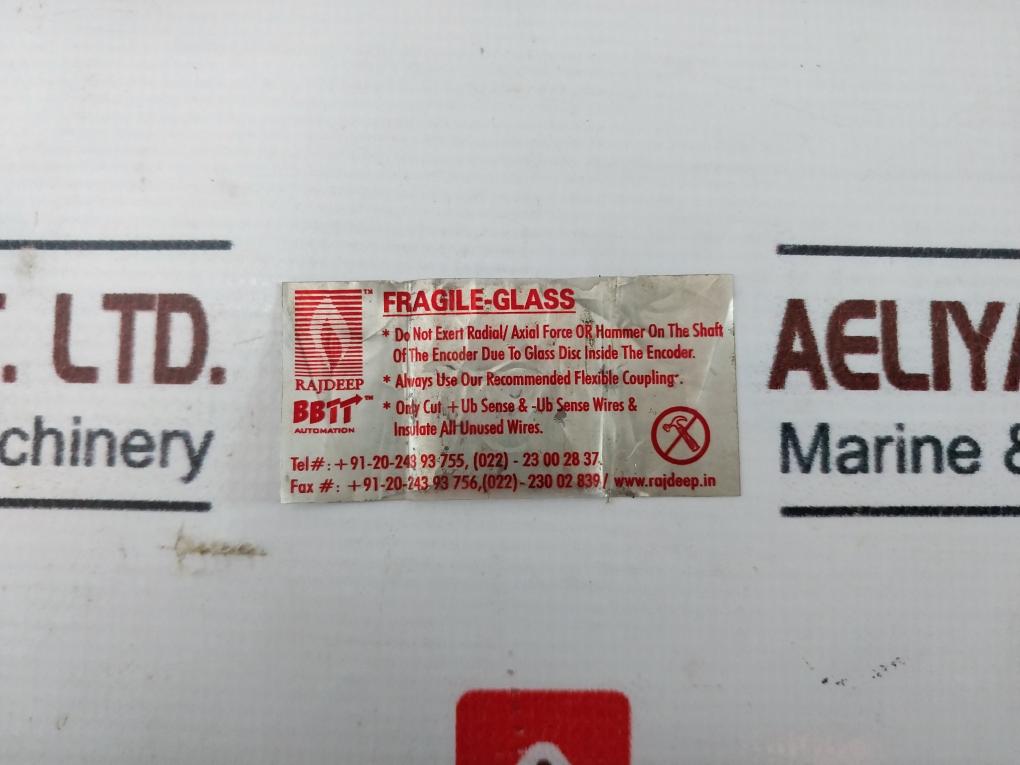 FRAGILE-GLASS
* Do Not Exert Radial/ Axial Force OR Hammer On The Shaft
Of The Encoder Due To Glass Disc Inside The Encoder.
* Always Use Our Recommended Flexible Coupling".
* Only Cut + Ub Sense & -Ub Sense Wires &
Insulate All Unused Wires.
RAJDEEP™
BBTT™
AUTOMATION
Tel#: +91-20-243 93 755, (022) - 23 00 28 37
Fax #: +91-20-243 93 756,(022)- 230 02 839/ www.rajdeep.in
T. LTD.
chinery
AELIYA
Marine &